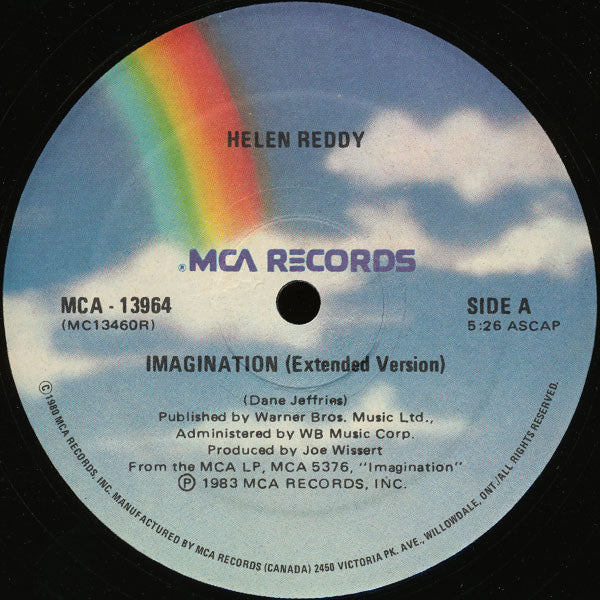 HELEN REDDY
® MCA RECORDS
MCA - 13964
(MC13460R)
SIDE A
5:26 ASCAP
IMAGINATION (Extended Version)
(Dane Jeffries)
Published by Warner Bros. Music Ltd.,
Administered by WB Music Corp.
Produced by Joe Wissert
From the MCA LP, MCA 5376, "Imagination"
Ⓟ 1983 MCA RECORDS, INC.
© 1980 MCA RECORDS, INC. MANUFACTURED BY MCA RECORDS (CANADA) 2450 VICTORIA PK. AVE., WILLOWDALE, ONT./ALL RIGHTS RESERVED.